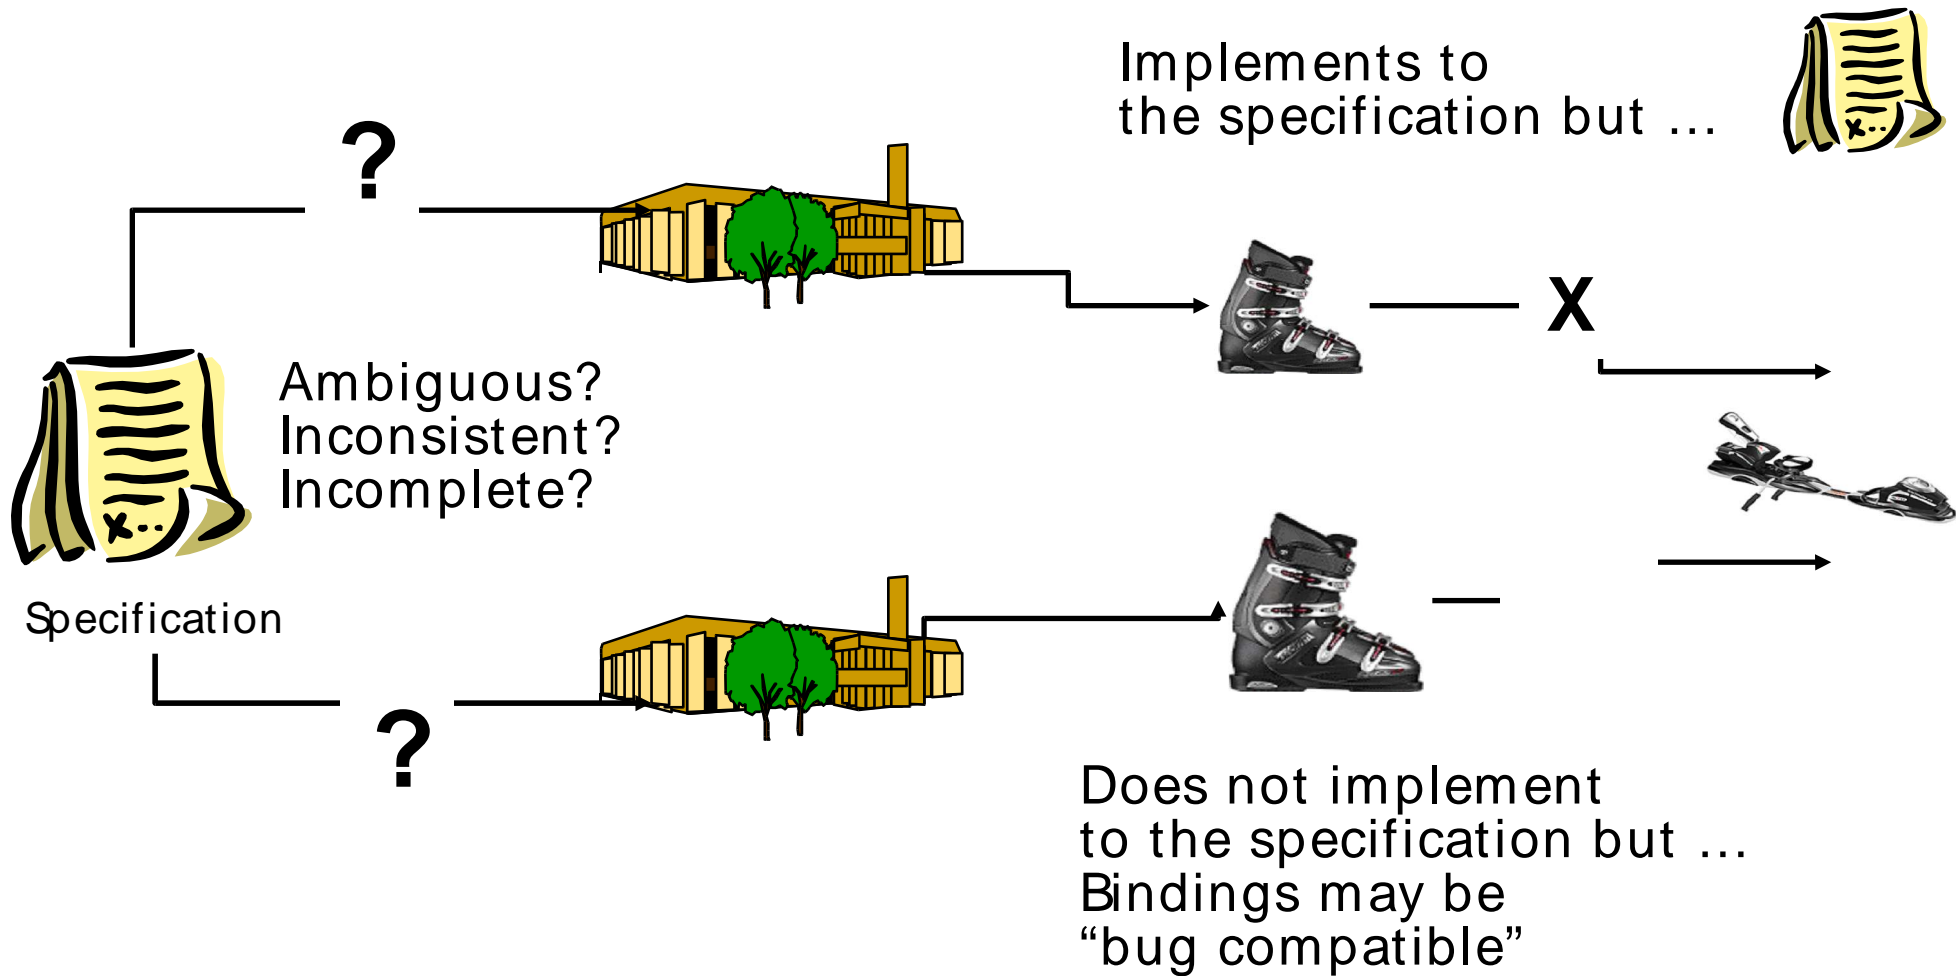 Implements to
the specification but ...
?
X
Ambiguous?
Inconsistent?
Incomplete?
Specification
?
Does not implement
to the specification but ...
Bindings may be
“bug compatible”